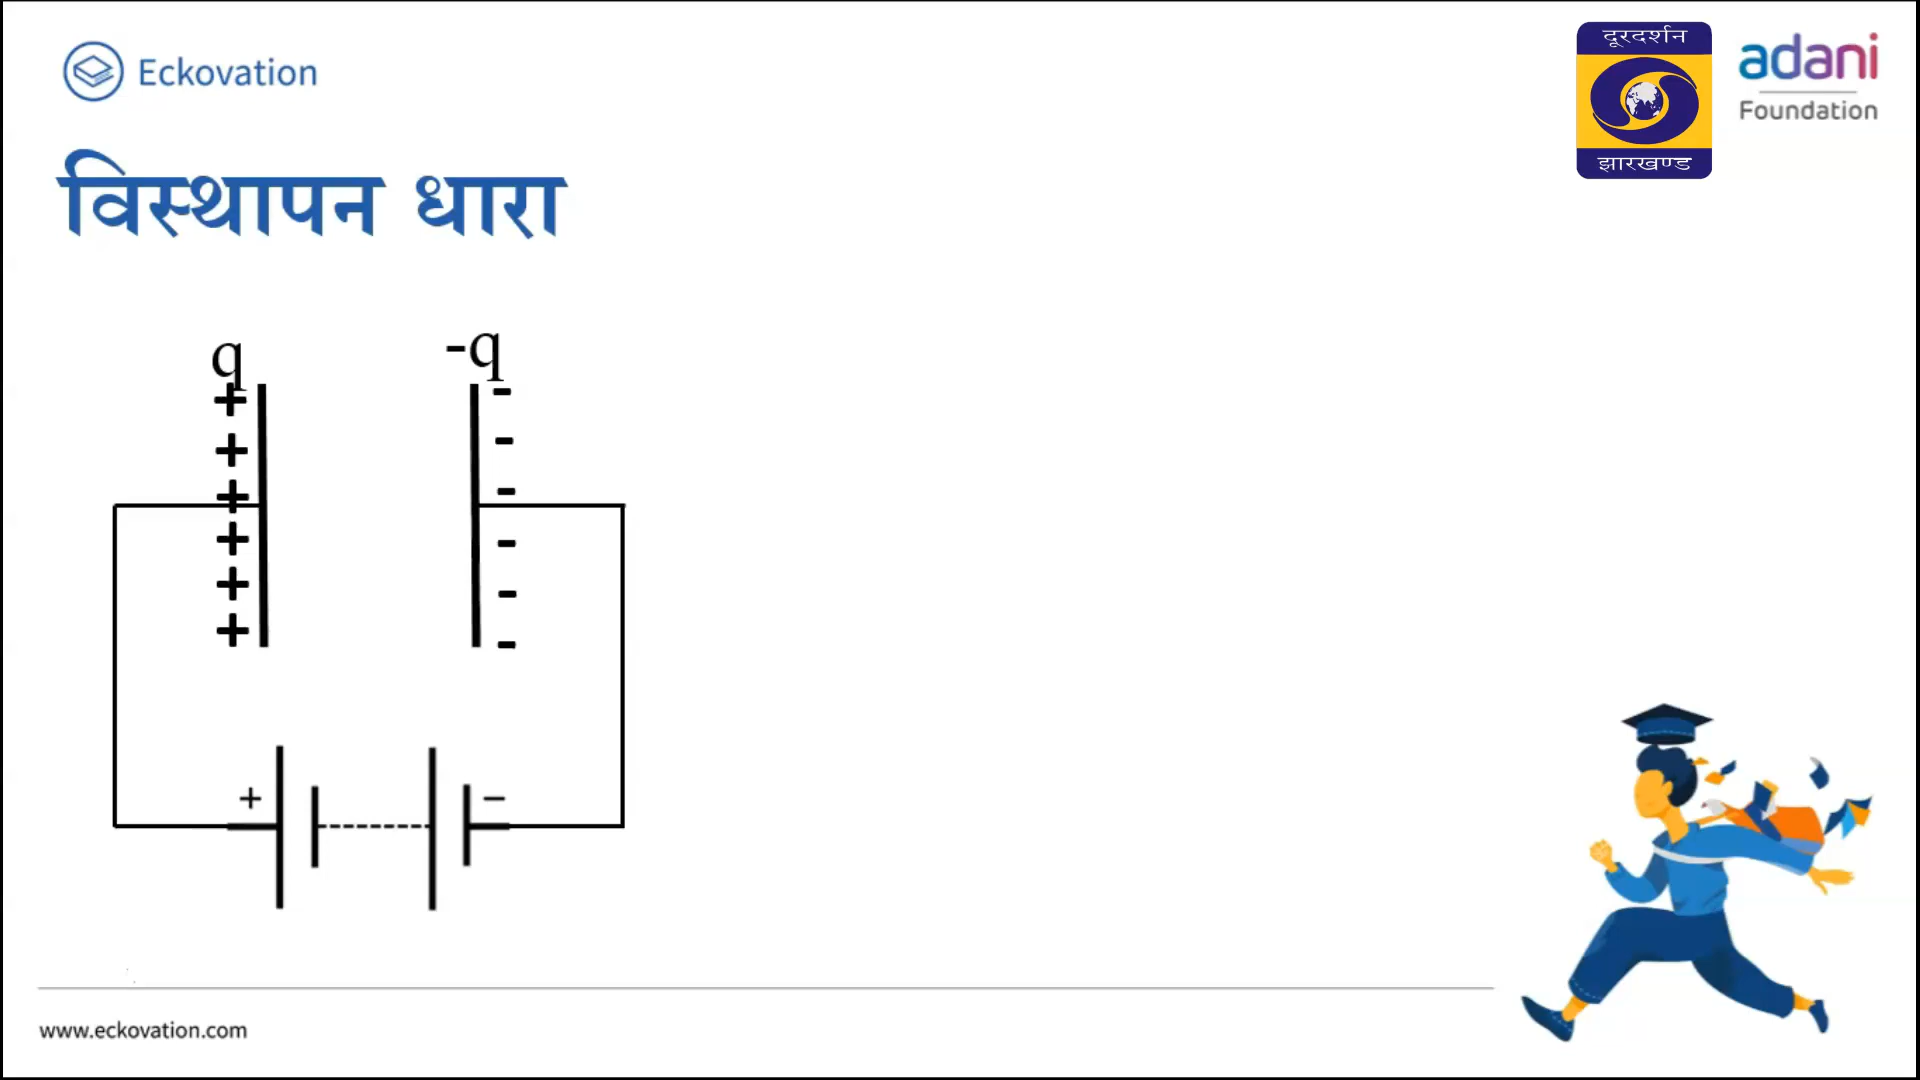 Eckovation
दूरदर्शन
झारखण्ड
adani
Foundation
विस्थापन धारा
q
-q
+ -
+ -
+ -
+ -
+ -
+ -
+ –
www.eckovation.com